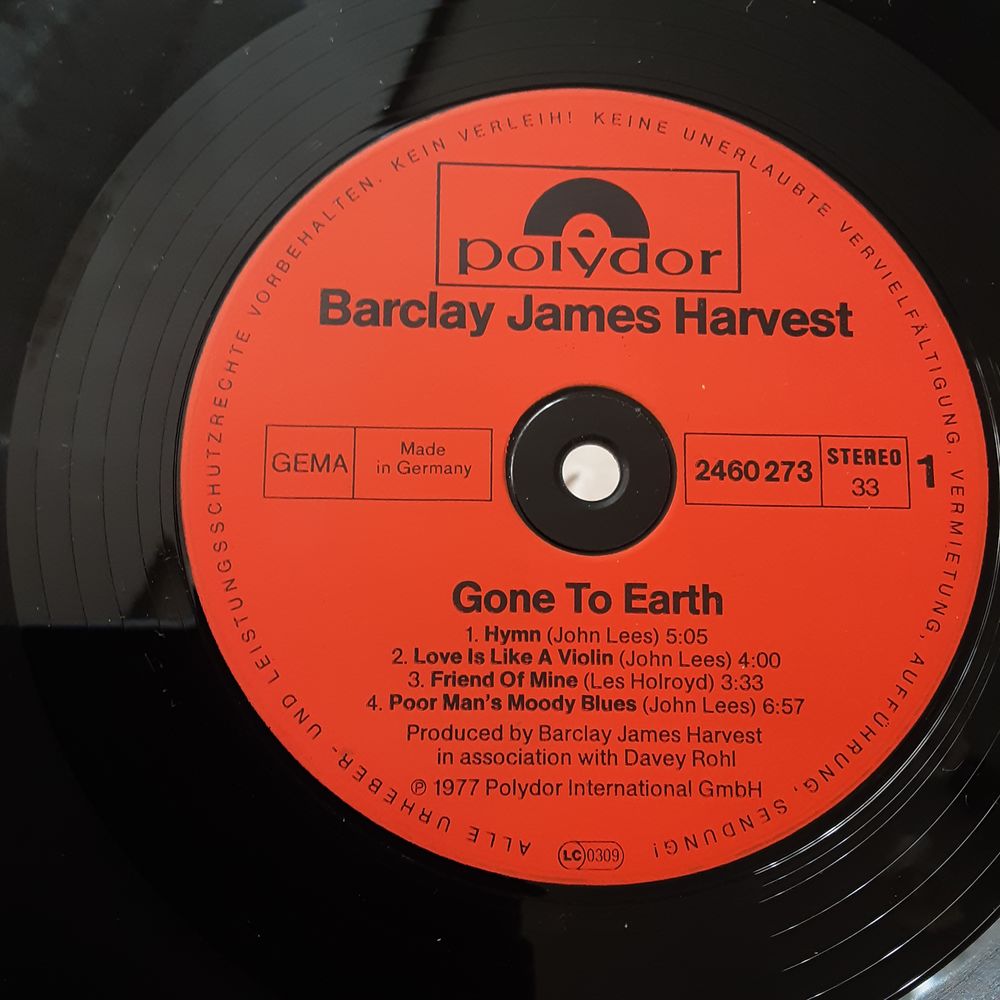 ALLE URHEBER- UND LEISTUNGSSCHUTZRECHTE VORBEHALTEN. KEIN VERLEIH! KEINE UNERLAUBTE VERVIELFÄLTIGUNG, VERMIETUNG, AUFFÜHRUNG, SENDUNG!
polydor
Barclay James Harvest
GEMA
Made
in Germany
2460 273
STEREO
33
1
Gone To Earth
1. Hymn (John Lees) 5:05
2. Love Is Like A Violin (John Lees) 4:00
3. Friend Of Mine (Les Holroyd) 3:33
4. Poor Man's Moody Blues (John Lees) 6:57
Produced by Barclay James Harvest
in association with Davey Rohl
℗ 1977 Polydor International GmbH
LC 0309